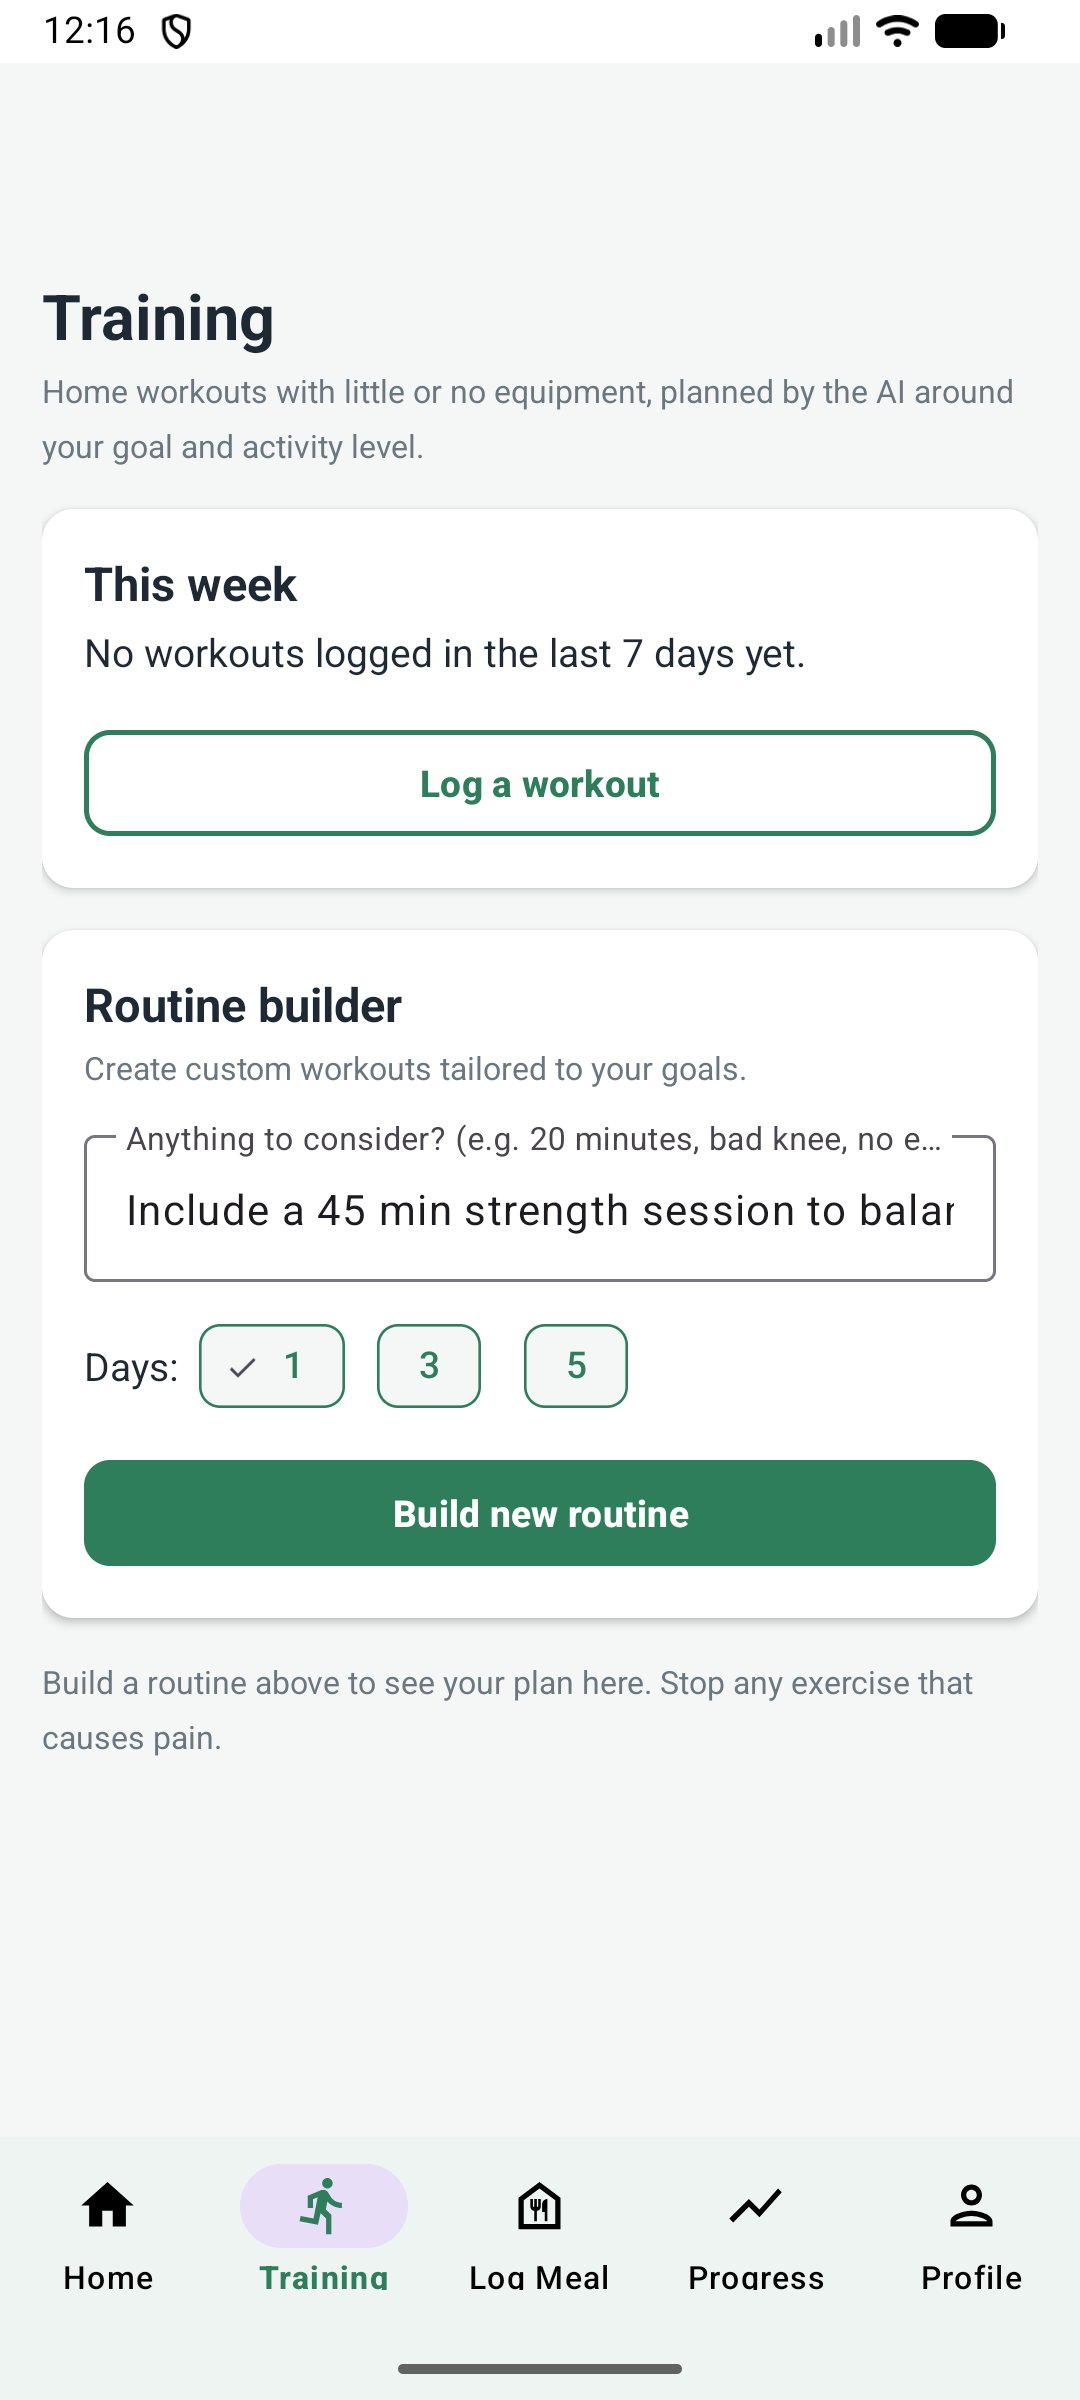 12:16
Training
Home workouts with little or no equipment, planned by the AI around
your goal and activity level.
This week
No workouts logged in the last 7 days yet.
Log a workout
Routine builder
Create custom workouts tailored to your goals.
Anything to consider? (e.g. 20 minutes, bad knee, no e...
Include a 45 min strength session to balan
Days: 1 3 5
Build new routine
Build a routine above to see your plan here. Stop any exercise that
causes pain.
Home Training Log Meal Progress Profile